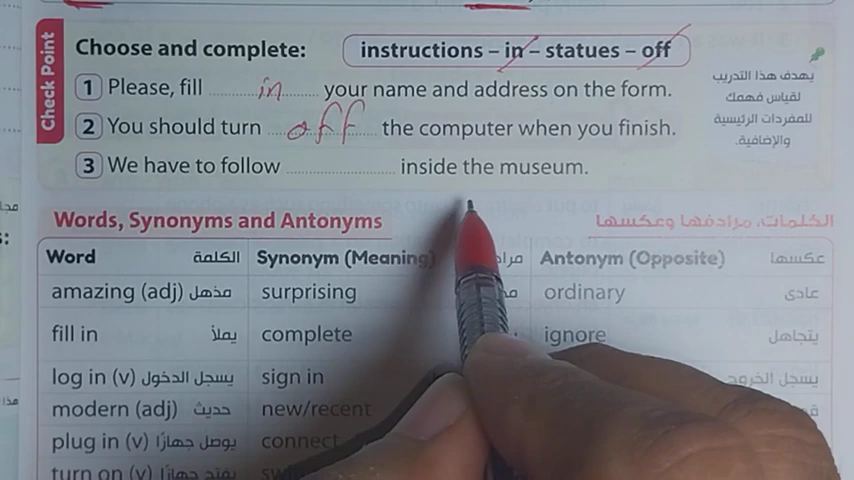 Check Point
Choose and complete: instructions – in – statues – off
1 Please, fill in your name and address on the form.
2 You should turn off the computer when you finish.
3 We have to follow .................... inside the museum.
يهدف هذا التدريب
لقياس فهمك
للمفردات الرئيسية
والإضافية.
Words, Synonyms and Antonyms الكلمات، مرادفها وعكسها
Word الكلمة Synonym (Meaning) Antonym (Opposite) عكسها
amazing (adj) مذهل surprising ordinary عادى
fill in يملأ complete ignore يتجاهل
log in (v) يسجل الدخول sign in يسجل الخروج
modern (adj) حديث new/recent
plug in (v) يوصل جهازًا connect
turn on (v) يفتح جهازًا